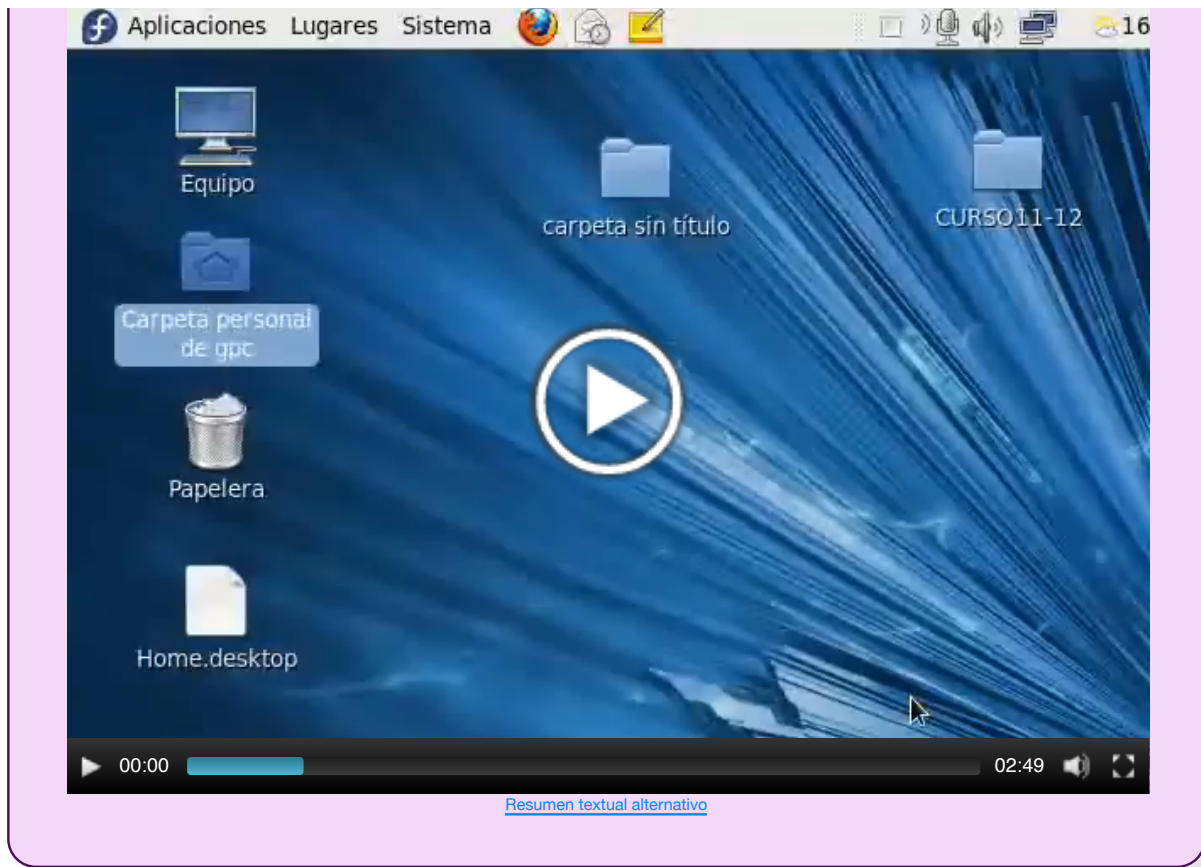 Aplicaciones Lugares Sistema 16
Equipo
carpeta sin título
CURSO11-12
Carpeta personal
de gpc
Papelera
Home.desktop
00:00 02:49
Resumen textual alternativo